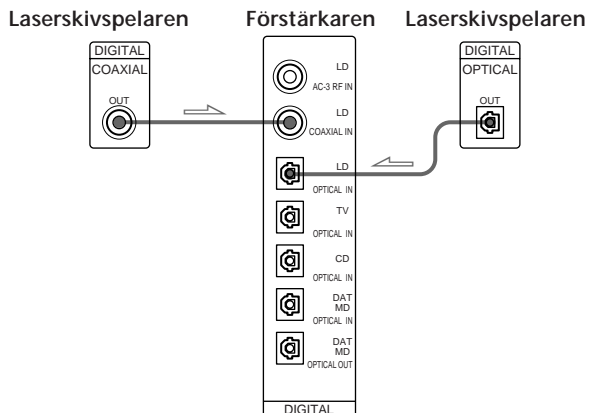 Laserskivspelaren
Förstärkaren
Laserskivspelaren
DIGITAL
COAXIAL
OUT
LD
AC-3 RF IN
LD
COAXIAL IN
LD
OPTICAL IN
TV
OPTICAL IN
CD
OPTICAL IN
DAT
MD
OPTICAL IN
DAT
MD
OPTICAL OUT
DIGITAL
DIGITAL
OPTICAL
OUT